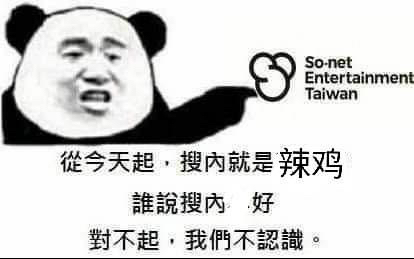 So-net
Entertainment
Taiwan
從今天起，搜內就是辣鸡
誰說搜內 好
對不起，我們不認識。